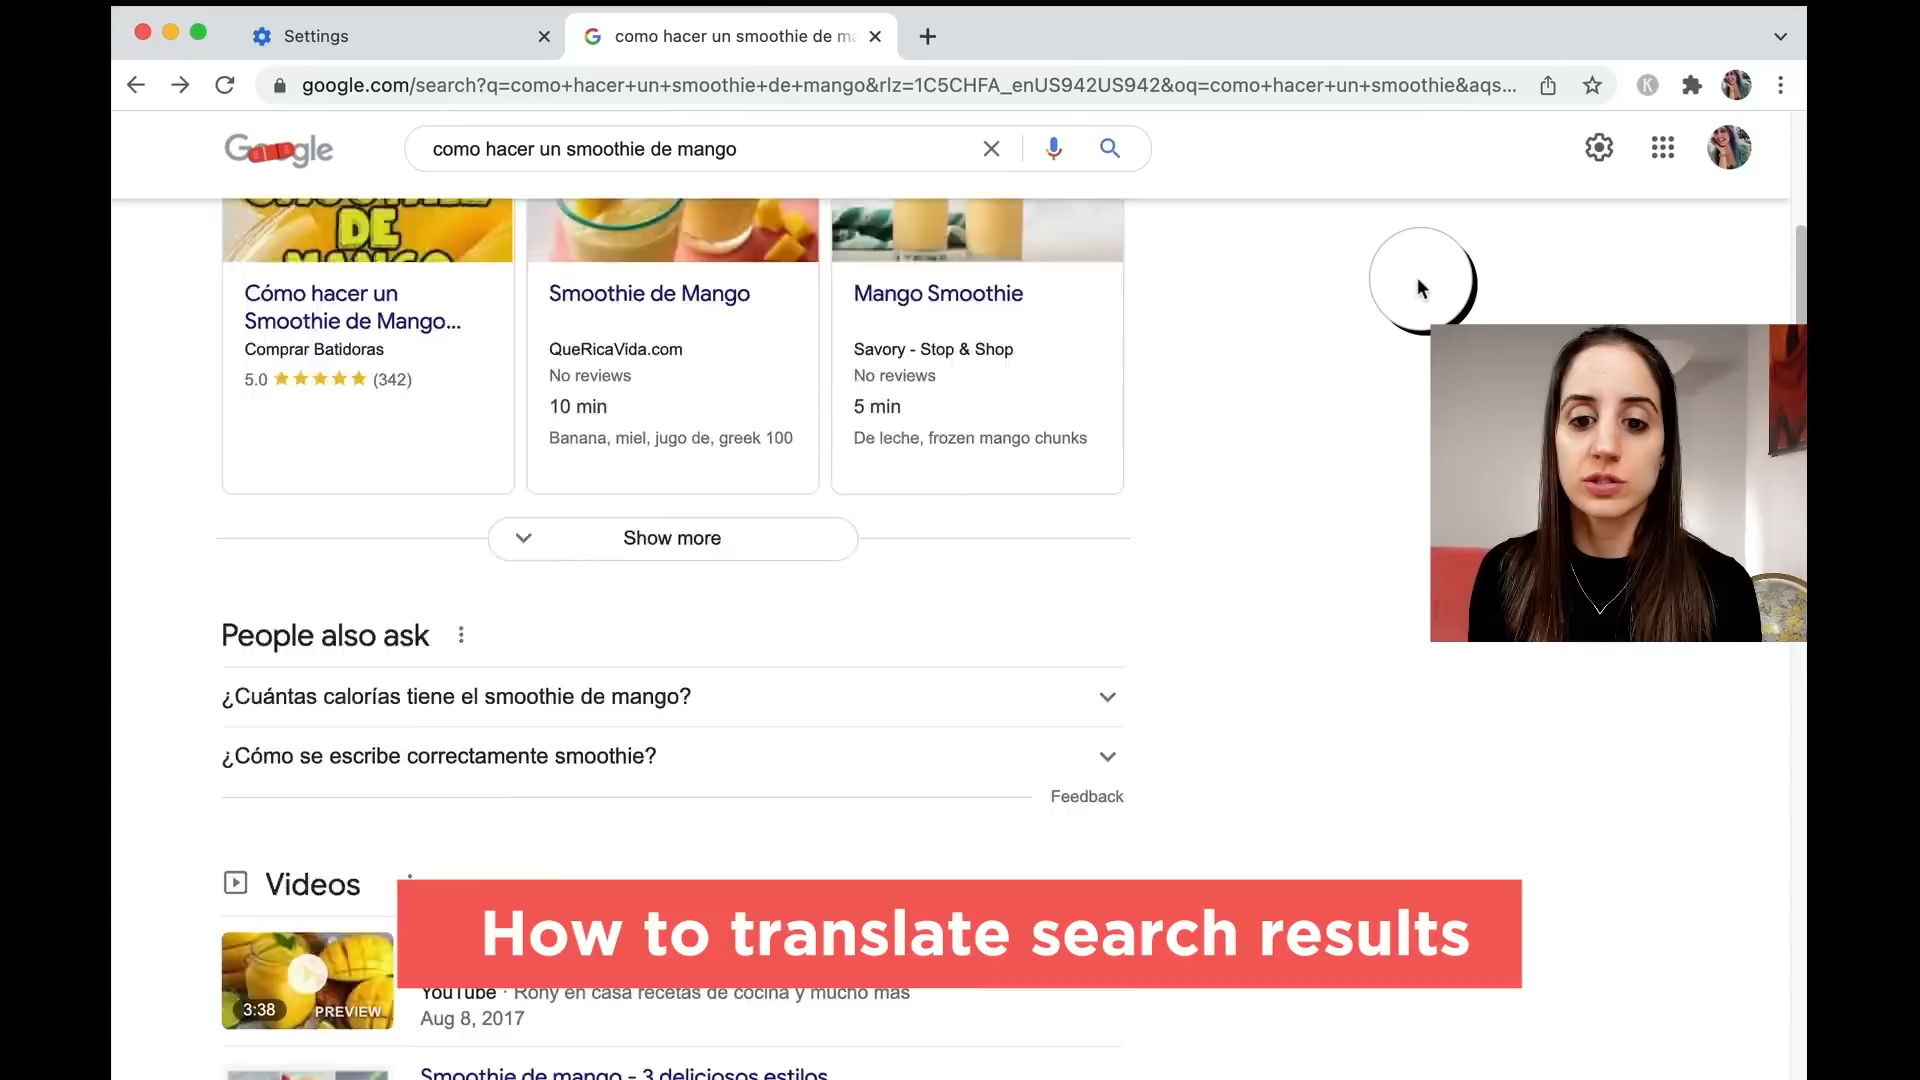 Settings
como hacer un smoothie de ma
google.com/search?q=como+hacer+un+smoothie+de+mango&rlz=1C5CHFA_enUS942US942&oq=como+hacer+un+smoothie&aqs...
K
Google
como hacer un smoothie de mango
DE
MANGO
Cómo hacer un
Smoothie de Mango...
Comprar Batidoras
5.0 (342)
Smoothie de Mango
QueRicaVida.com
No reviews
10 min
Banana, miel, jugo de, greek 100
Mango Smoothie
Savory - Stop & Shop
No reviews
5 min
De leche, frozen mango chunks
Show more
People also ask
¿Cuántas calorías tiene el smoothie de mango?
¿Cómo se escribe correctamente smoothie?
Feedback
Videos
How to translate search results
3:38
PREVIEW
YouTube · Rony en casa recetas de cocina y mucho más
Aug 8, 2017
Smoothie de mango - 3 deliciosos estilos